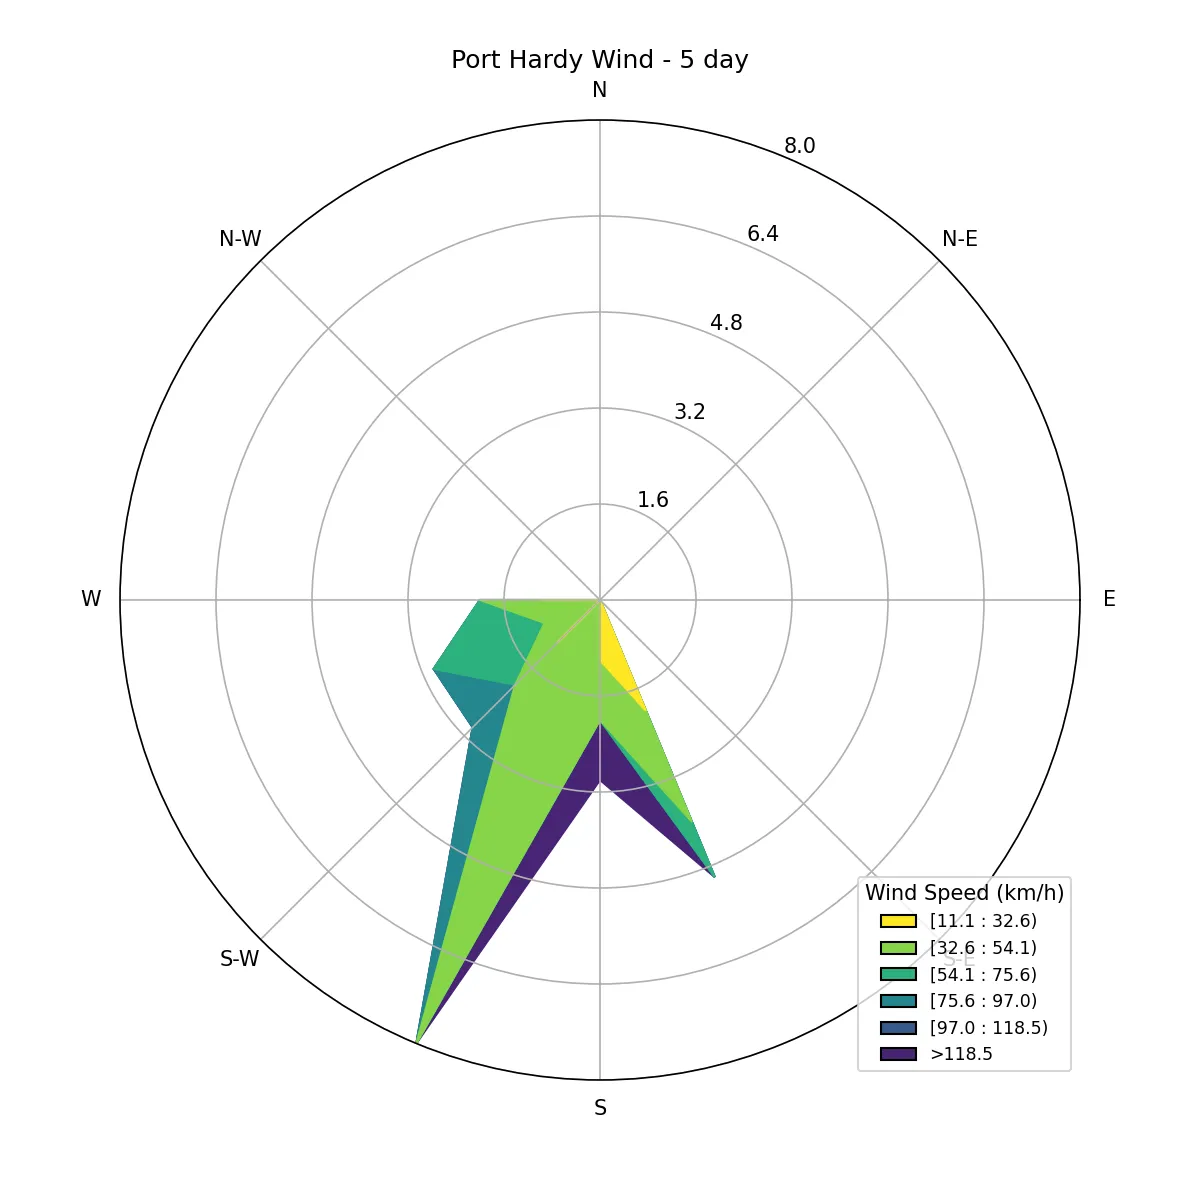 Port Hardy Wind - 5 day
N
8.0
N-W
N-E
6.4
4.8
3.2
1.6
W
E
S-W
S-E
S
Wind Speed (km/h)
[11.1 : 32.6)
[32.6 : 54.1)
[54.1 : 75.6)
[75.6 : 97.0)
[97.0 : 118.5)
>118.5